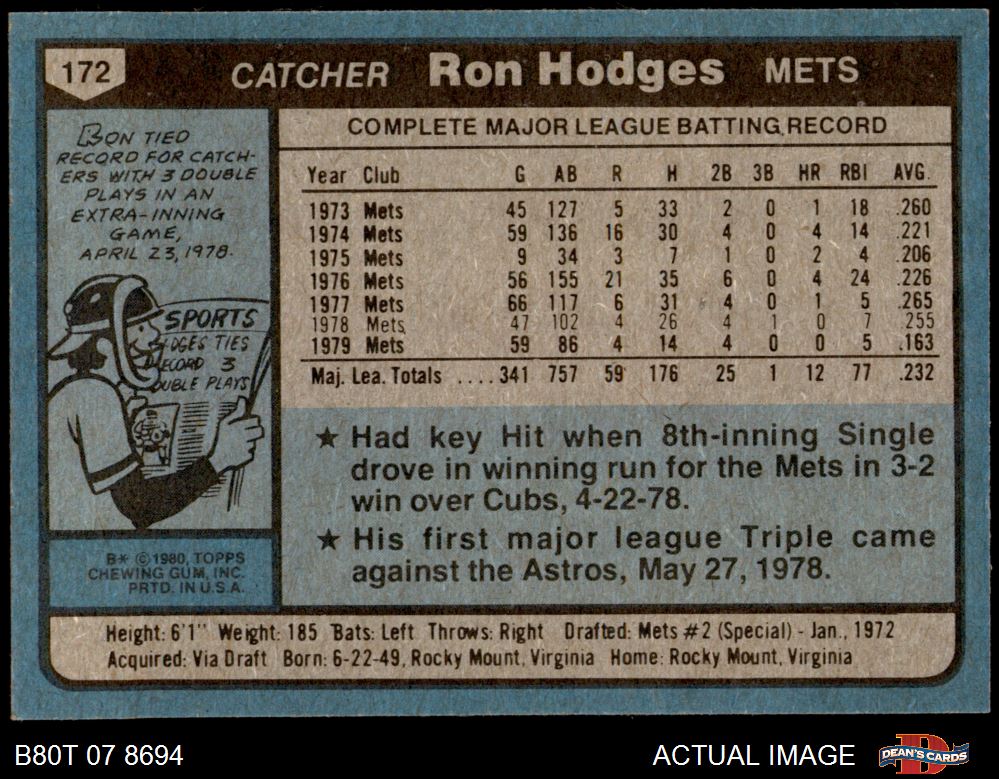 172
CATCHER Ron Hodges METS
RON TIED
RECORD FOR CATCH-
ERS WITH 3 DOUBLE
PLAYS IN AN
EXTRA-INNING
GAME,
APRIL 23, 1978.
SPORTS
DGES TIES
ECORD 3
OUBLE PLAYS
B* © 1980, TOPPS
CHEWING GUM, INC.
PRTD. IN U.S.A.
COMPLETE MAJOR LEAGUE BATTING RECORD
Year Club G AB R H 2B 3B HR RBI AVG.
1973 Mets 45 127 5 33 2 0 1 18 .260
1974 Mets 59 136 16 30 4 0 4 14 .221
1975 Mets 9 34 3 7 1 0 2 4 .206
1976 Mets 56 155 21 35 6 0 4 24 .226
1977 Mets 66 117 6 31 4 0 1 5 .265
1978 Mets 47 102 4 26 4 1 0 7 .255
1979 Mets 59 86 4 14 4 0 0 5 .163
Maj. Lea. Totals ....341 757 59 176 25 1 12 77 .232
★ Had key Hit when 8th-inning Single
drove in winning run for the Mets in 3-2
win over Cubs, 4-22-78.
★ His first major league Triple came
against the Astros, May 27, 1978.
Height: 6'1" Weight: 185 Bats: Left Throws: Right Drafted: Mets #2 (Special) - Jan., 1972
Acquired: Via Draft Born: 6-22-49, Rocky Mount, Virginia Home: Rocky Mount, Virginia
B80T 07 8694
ACTUAL IMAGE
DEAN'S CARDS